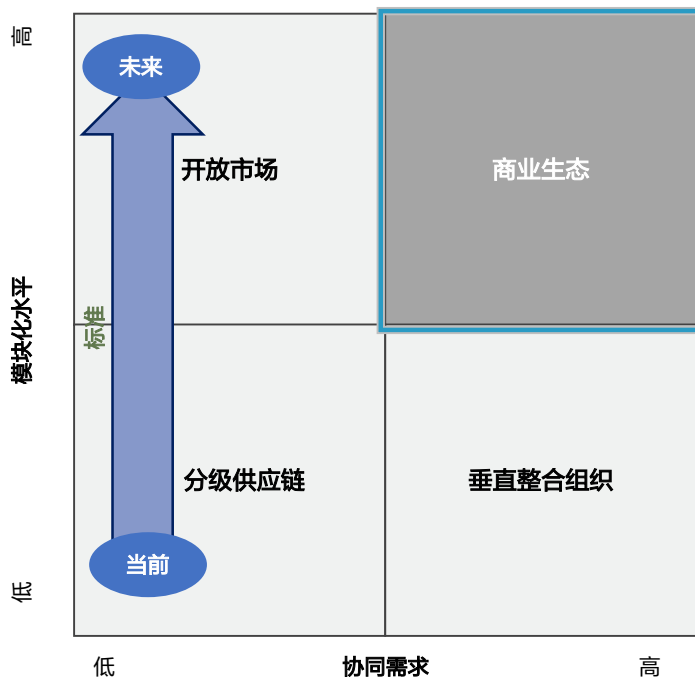 高
未来
开放市场
商业生态
模块化水平
标准
分级供应链
垂直整合组织
当前
低
低
协同需求
高